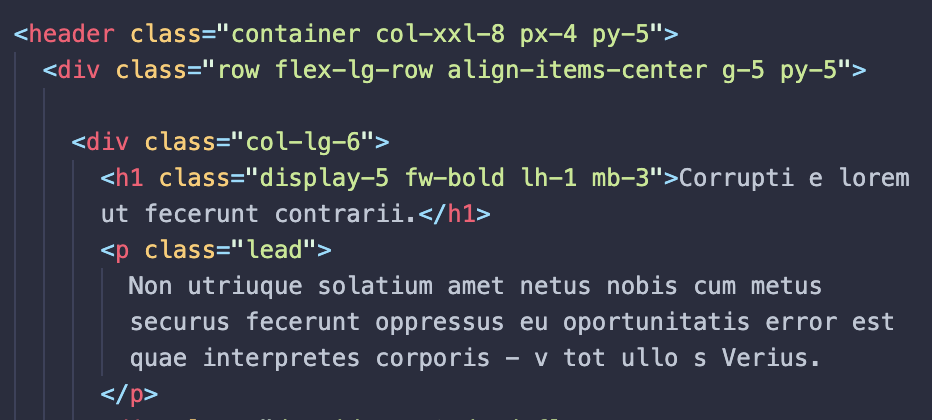 <header class="container col-xxl-8 px-4 py-5">
<div class="row flex-lg-row align-items-center g-5 py-5">
<div class="col-lg-6">
<h1 class="display-5 fw-bold lh-1 mb-3">Corrupti e lorem
ut fecerunt contrarii.</h1>
<p class="lead">
Non utriuque solatium amet netus nobis cum metus
securus fecerunt oppressus eu oportunitatis error est
quae interpretes corporis - v tot ullo s Verius.
</p>